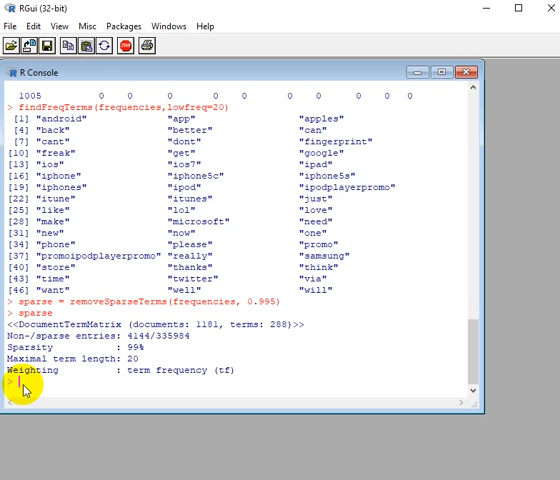 RGui (32-bit)
File Edit View Misc Packages Windows Help
STOP
R Console
1005 0 0 0 0 0 0 0 0 0 0
> findFreqTerms(frequencies,lowfreq=20)
[1] "android" "app" "apples"
[4] "back" "better" "can"
[7] "cant" "dont" "fingerprint"
[10] "freak" "get" "google"
[13] "ios" "ios7" "ipad"
[16] "iphone" "iphone5c" "iphone5s"
[19] "iphones" "ipod" "ipodplayerpromo"
[22] "itune" "itunes" "just"
[25] "like" "lol" "love"
[28] "make" "microsoft" "need"
[31] "new" "now" "one"
[34] "phone" "please" "promo"
[37] "promoipodplayerpromo" "really" "samsung"
[40] "store" "thanks" "think"
[43] "time" "twitter" "via"
[46] "want" "well" "will"
> sparse = removeSparseTerms(frequencies, 0.995)
> sparse
<<DocumentTermMatrix (documents: 1181, terms: 288)>>
Non-/sparse entries: 4144/335984
Sparsity : 99%
Maximal term length: 20
Weighting : term frequency (tf)
>